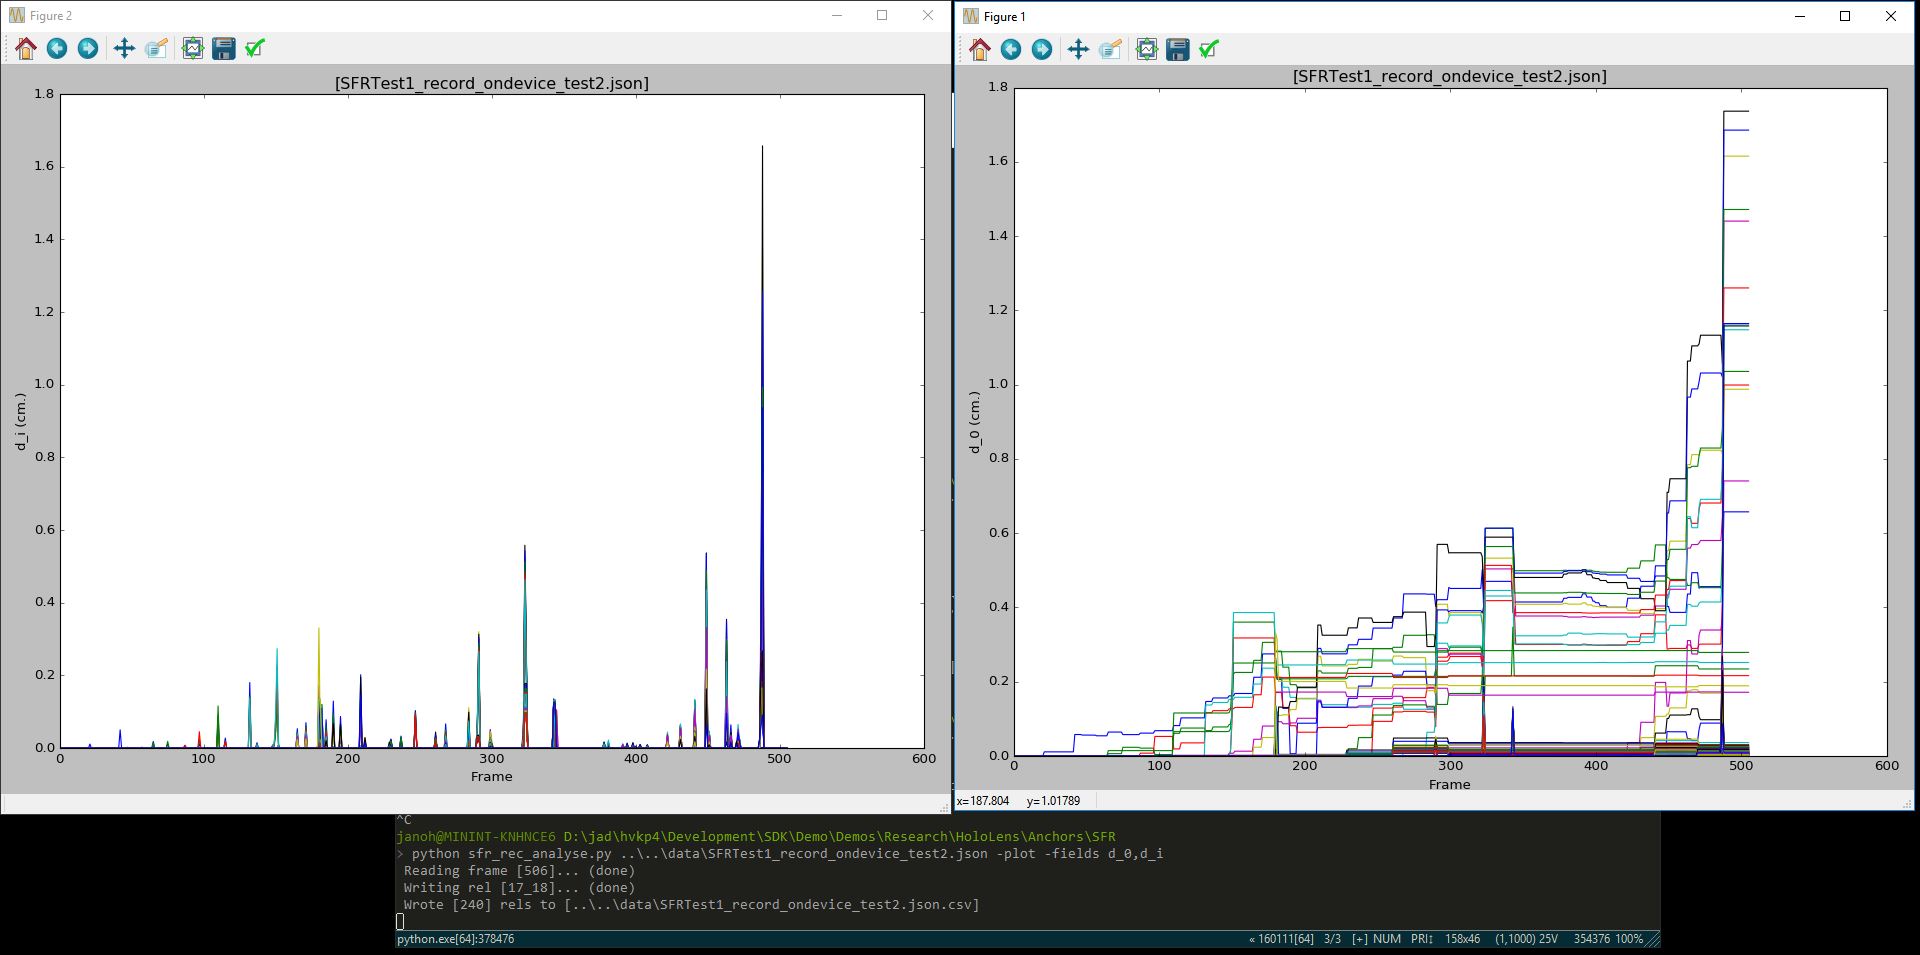 Figure 2
[SFRTest1_record_ondevice_test2.json]
1.8
1.6
1.4
1.2
1.0
0.8
0.6
0.4
0.2
0.0
d_i (cm.)
0 100 200 300 400 500 600
Frame
Figure 1
[SFRTest1_record_ondevice_test2.json]
1.8
1.6
1.4
1.2
1.0
0.8
0.6
0.4
0.2
0.0
d_0 (cm.)
0 100 200 300 400 500 600
Frame
x=187.804 y=1.01789
^C
janoh@MININT-KNHNCE6 D:\jad\hvkp4\Development\SDK\Demo\Demos\Research\HoloLens\Anchors\SFR
> python sfr_rec_analyse.py ..\..\data\SFRTest1_record_ondevice_test2.json -plot -fields d_0,d_i
Reading frame [506]... (done)
Writing rel [17_18]... (done)
Wrote [240] rels to [..\..\data\SFRTest1_record_ondevice_test2.json.csv]
python.exe[64]:378476 « 160111[64] 3/3 [+] NUM PRI↕ 158x46 (1,1000) 25V 354376 100%